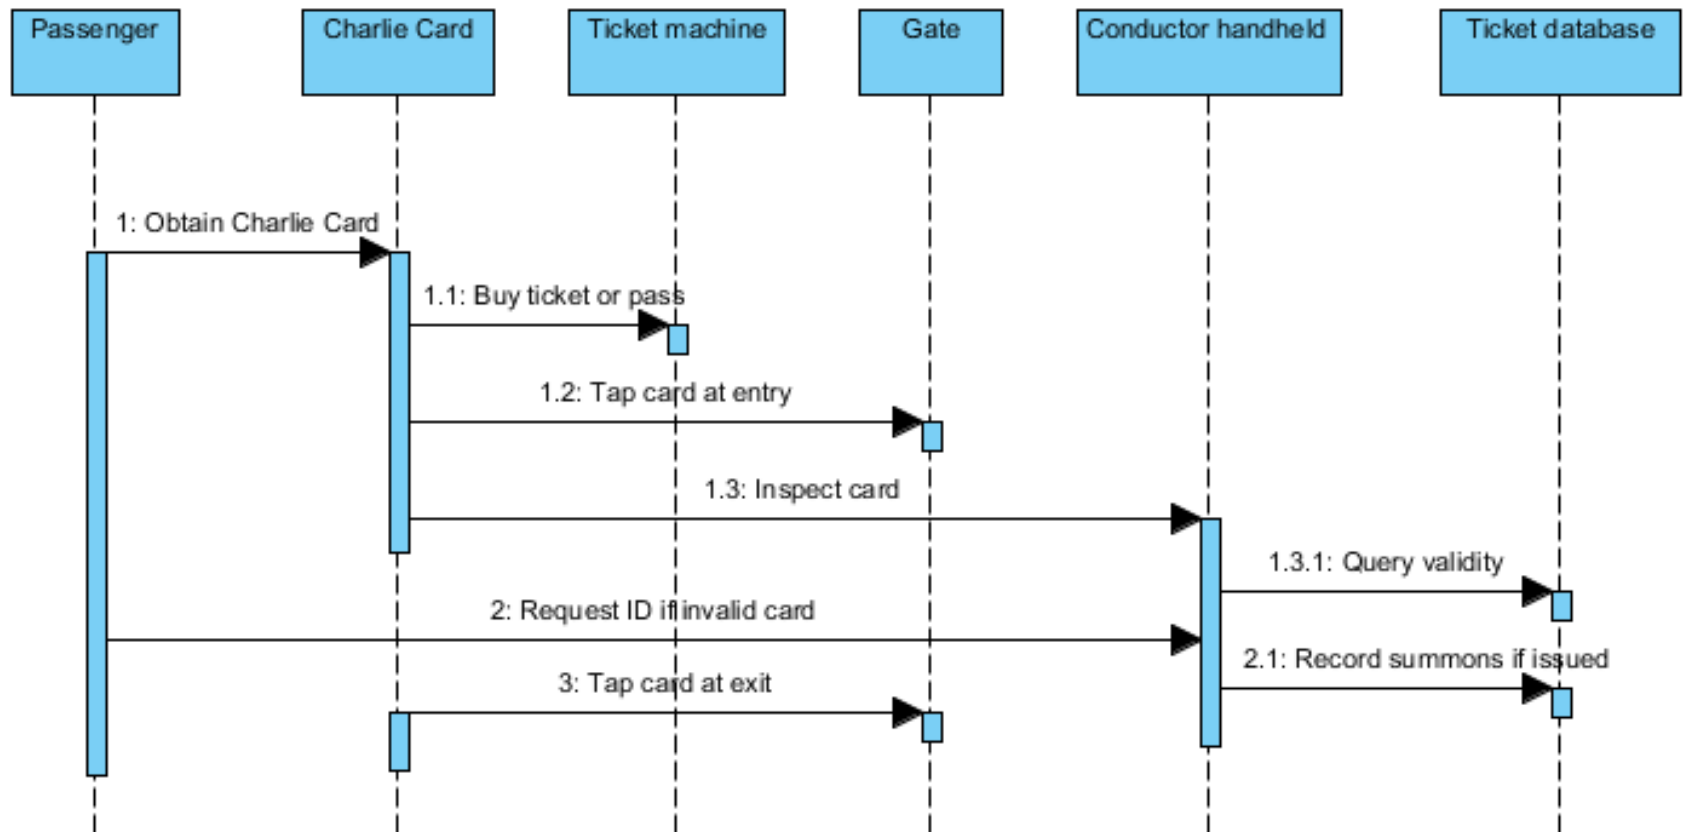 Passenger
Charlie Card
Ticket machine
Gate
Conductor handheld
Ticket database
1: Obtain Charlie Card
1.1: Buy ticket or pass
1.2: Tap card at entry
1.3: Inspect card
1.3.1: Query validity
2: Request ID if invalid card
2.1: Record summons if issued
3: Tap card at exit